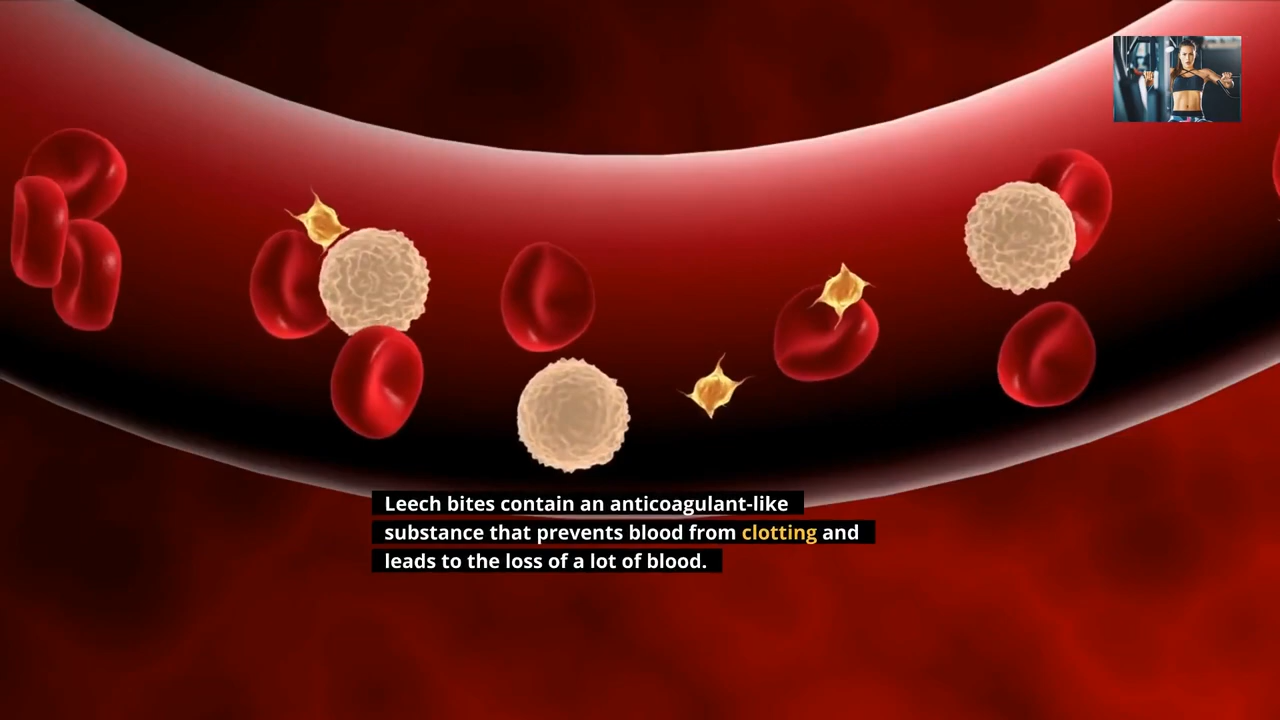 Leech bites contain an anticoagulant-like
substance that prevents blood from clotting and
leads to the loss of a lot of blood.